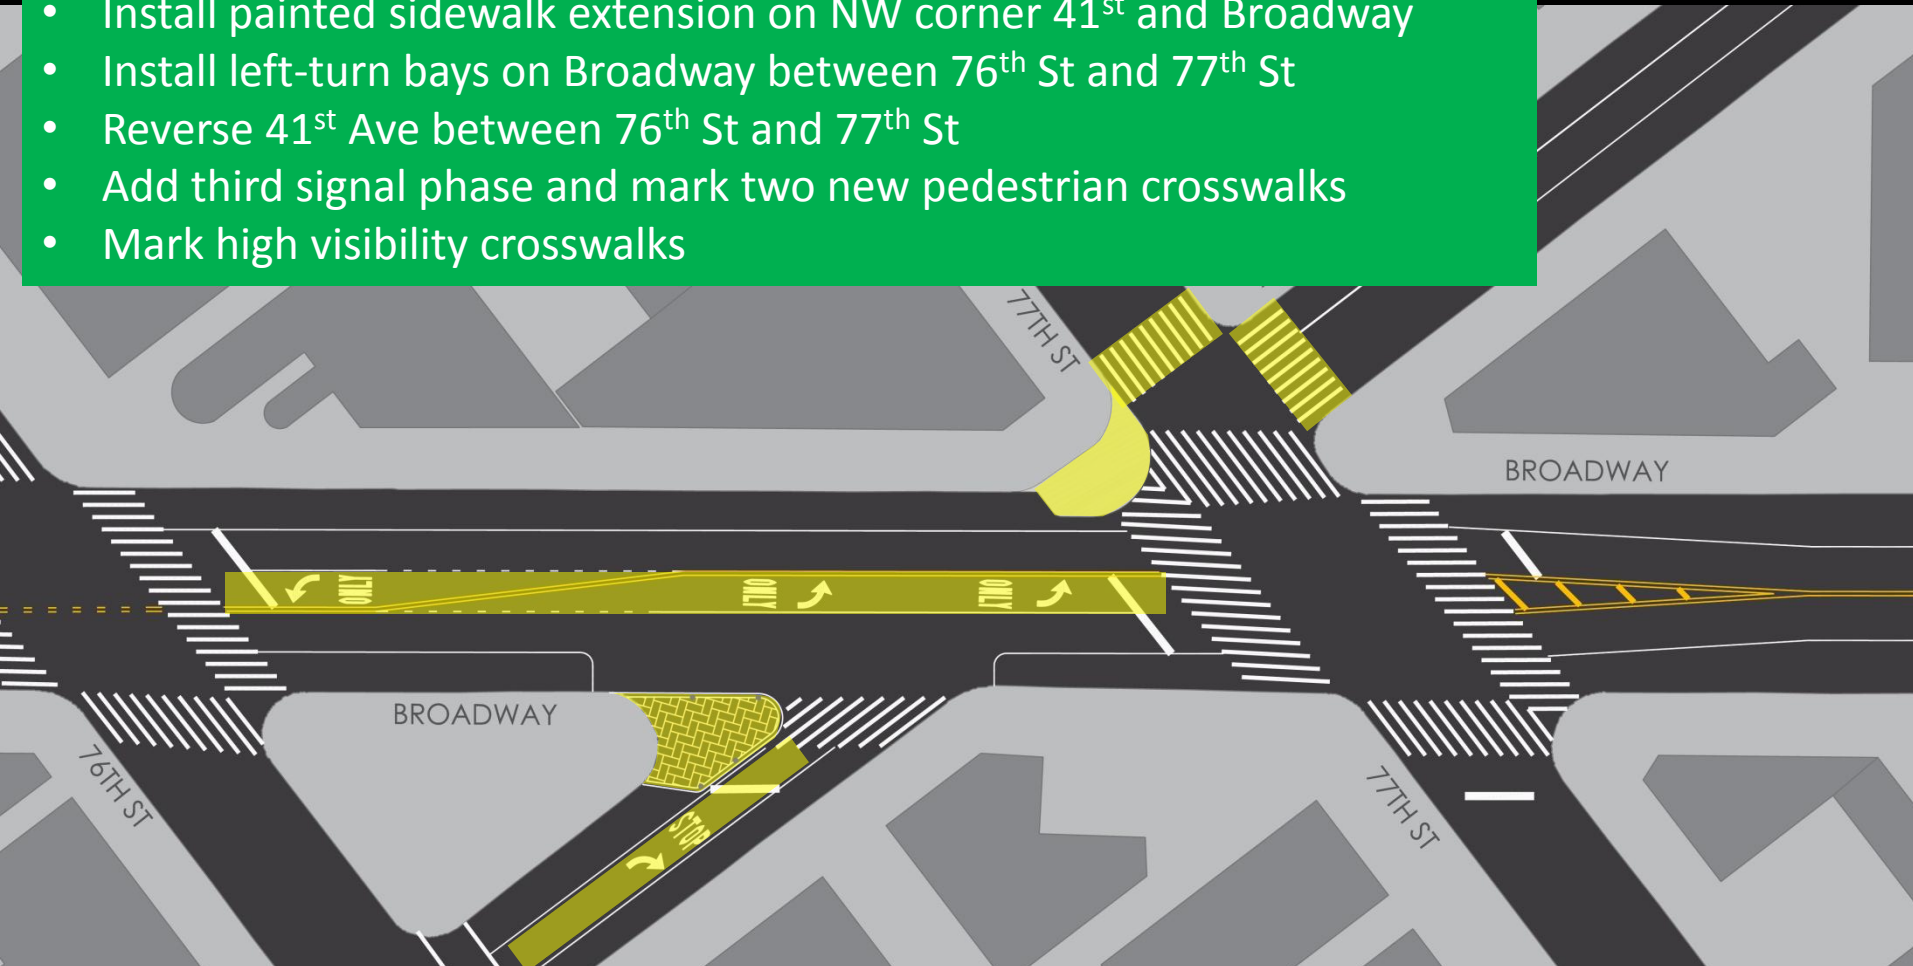 • Install painted sidewalk extension on NW corner 41st and Broadway
• Install left-turn bays on Broadway between 76th St and 77th St
• Reverse 41st Ave between 76th St and 77th St
• Add third signal phase and mark two new pedestrian crosswalks
• Mark high visibility crosswalks
77TH ST
BROADWAY
ONLY
ONLY
ONLY
BROADWAY
76TH ST
STOP
77TH ST